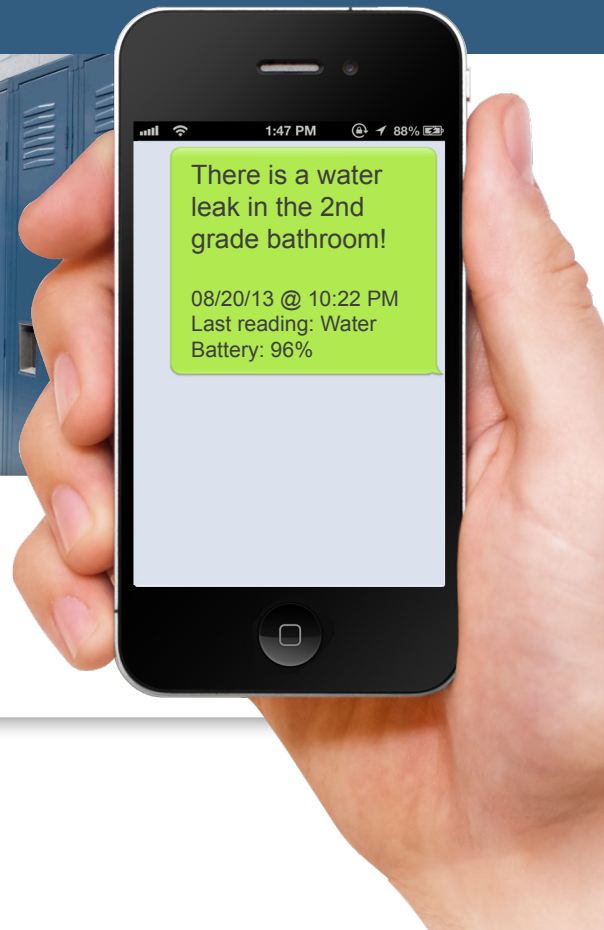 1:47 PM 88%
There is a water
leak in the 2nd
grade bathroom!
08/20/13 @ 10:22 PM
Last reading: Water
Battery: 96%